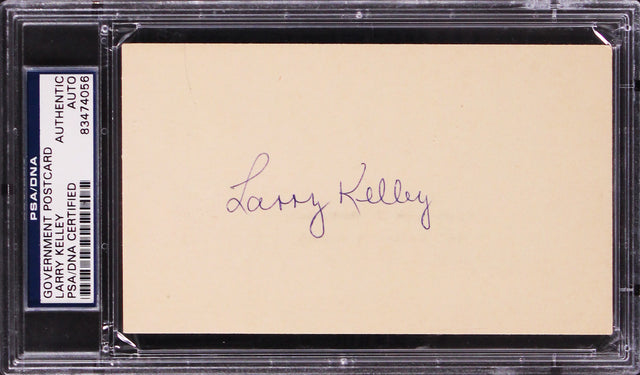 PSA/DNA
GOVERNMENT POSTCARD
LARRY KELLEY
PSA/DNA CERTIFIED
AUTHENTIC
AUTO
83474056
Larry Kelley